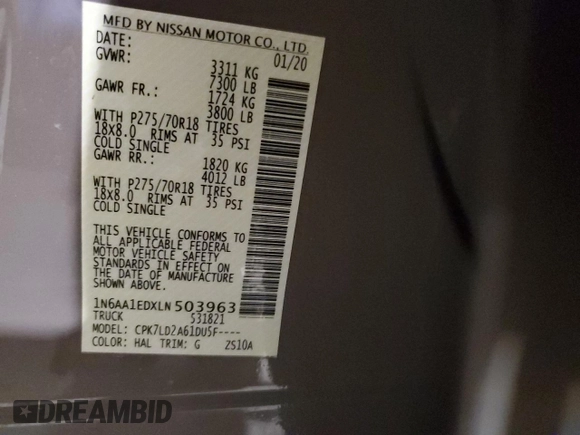 MFD BY NISSAN MOTOR CO., LTD.
DATE: 01/20
GVWR: 3311 KG
7300 LB
GAWR FR.: 1724 KG
3800 LB
WITH P275/70R18 TIRES
18x8.0 RIMS AT 35 PSI
COLD SINGLE
GAWR RR.: 1820 KG
4012 LB
WITH P275/70R18 TIRES
18x8.0 RIMS AT 35 PSI
COLD SINGLE
THIS VEHICLE CONFORMS TO
ALL APPLICABLE FEDERAL
MOTOR VEHICLE SAFETY
STANDARDS IN EFFECT ON
THE DATE OF MANUFACTURE
SHOWN ABOVE.
1N6AA1EDXLN503963
TRUCK 531821
MODEL: CPK7LD2A61DU5F----
COLOR: HAL TRIM: G 2S10A
DREAMBID